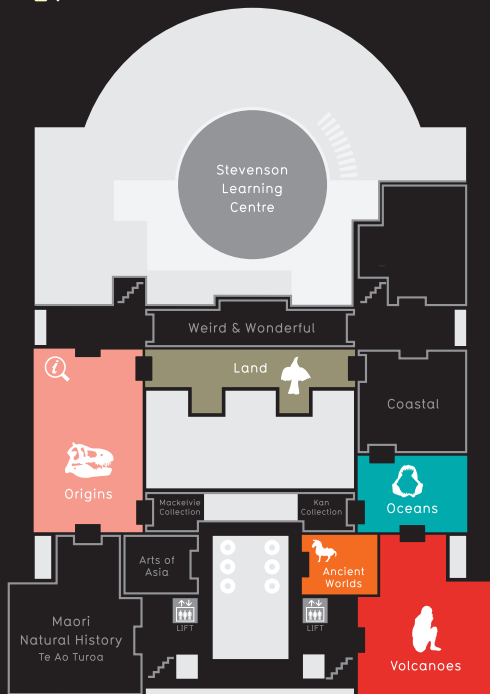 Stevenson
Learning
Centre
Weird & Wonderful
i
Land
Coastal
Origins
Mackelvie
Collection
Kan
Collection
Oceans
Arts of
Asia
Ancient
Worlds
LIFT
LIFT
Maori
Natural History
Te Ao Turoa
Volcanoes